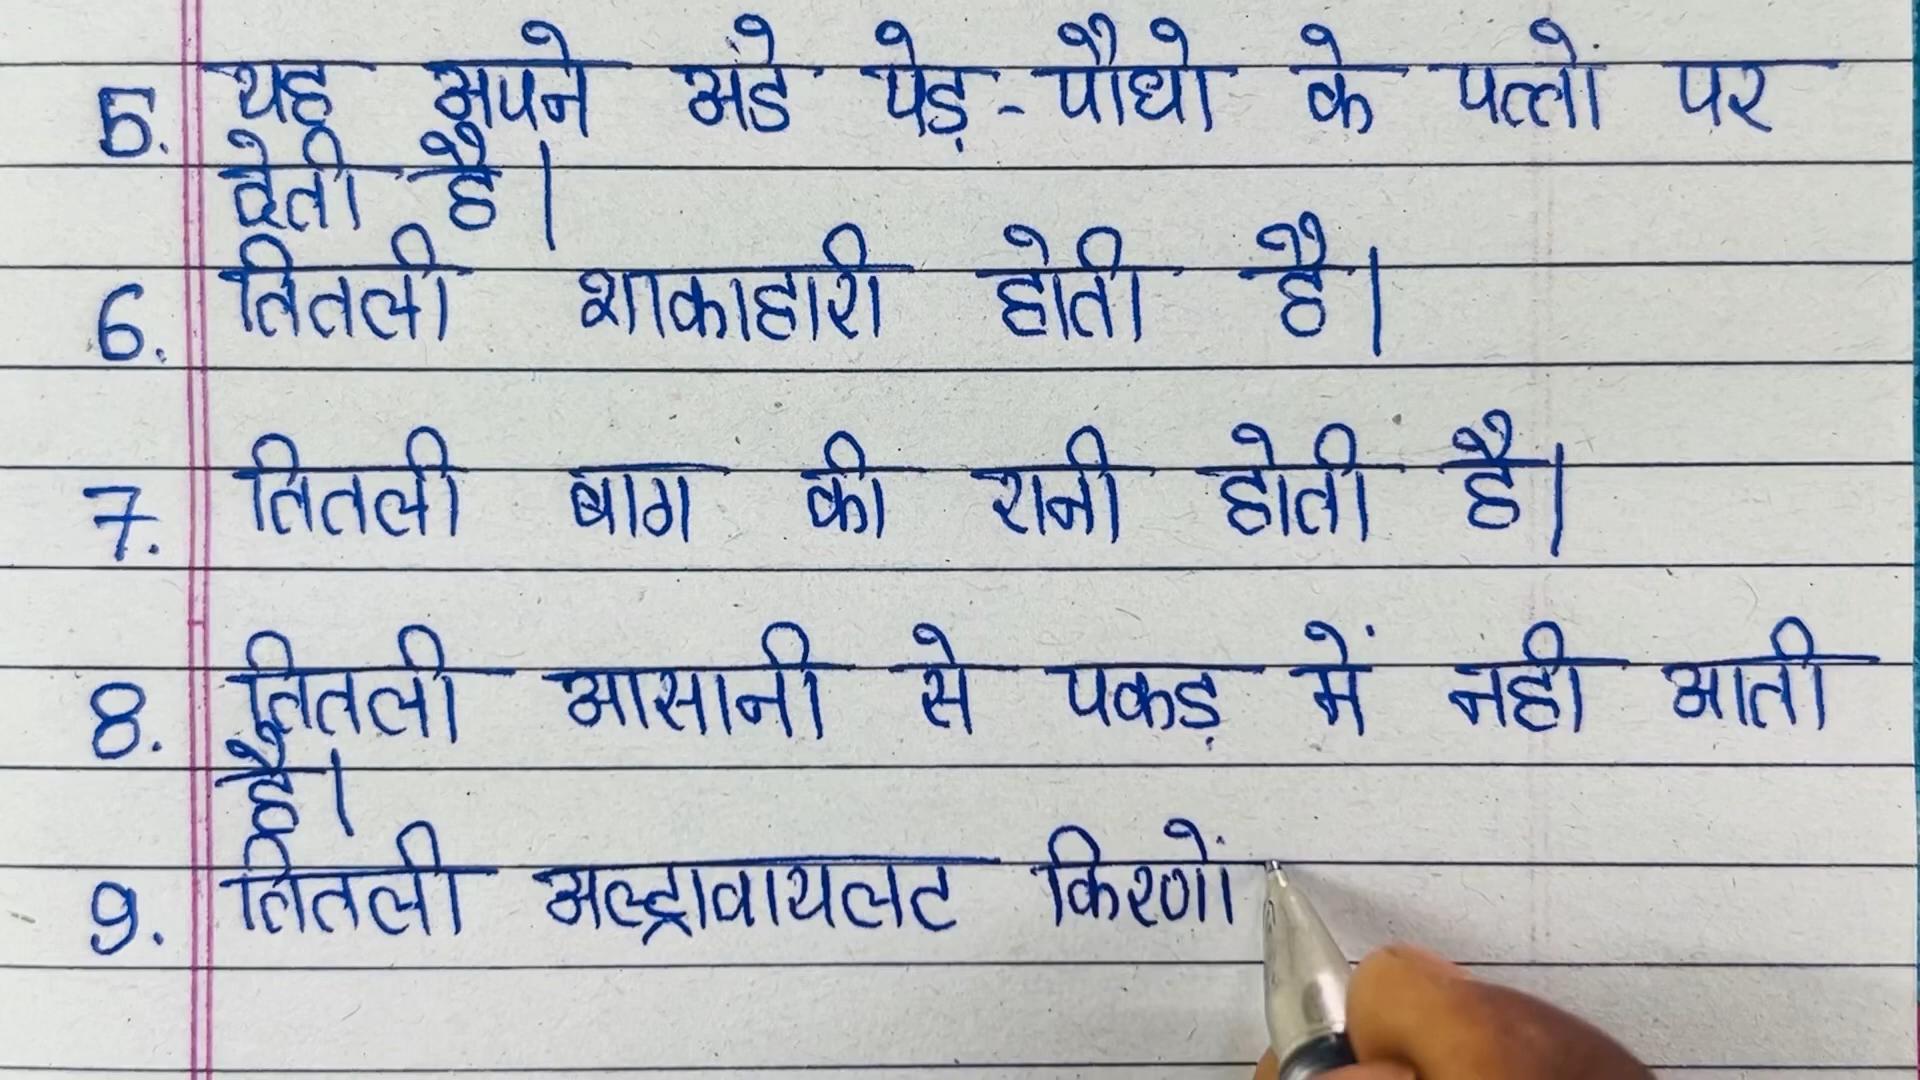 5. यह अपने अंडे पेड़-पौधो के पत्तों पर
देती है।
6. तितली शाकाहारी होती है।
7. तितली बाग की रानी होती है।
8. तितली आसानी से पकड़ में नही आती
है।
9. तितली अल्ट्रावायलट किरणों